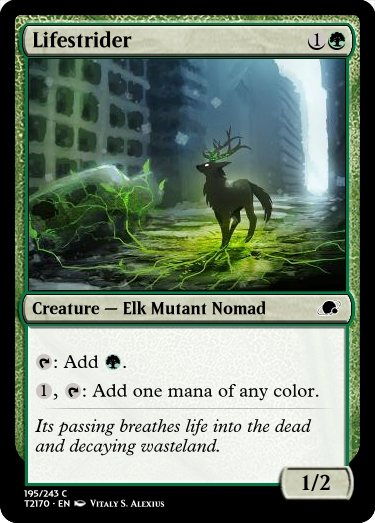 Lifestrider 1
Creature — Elk Mutant Nomad
: Add .
1, : Add one mana of any color.
Its passing breathes life into the dead
and decaying wasteland.
1/2
195/243 C
T2170 • EN Vitaly S. Alexius